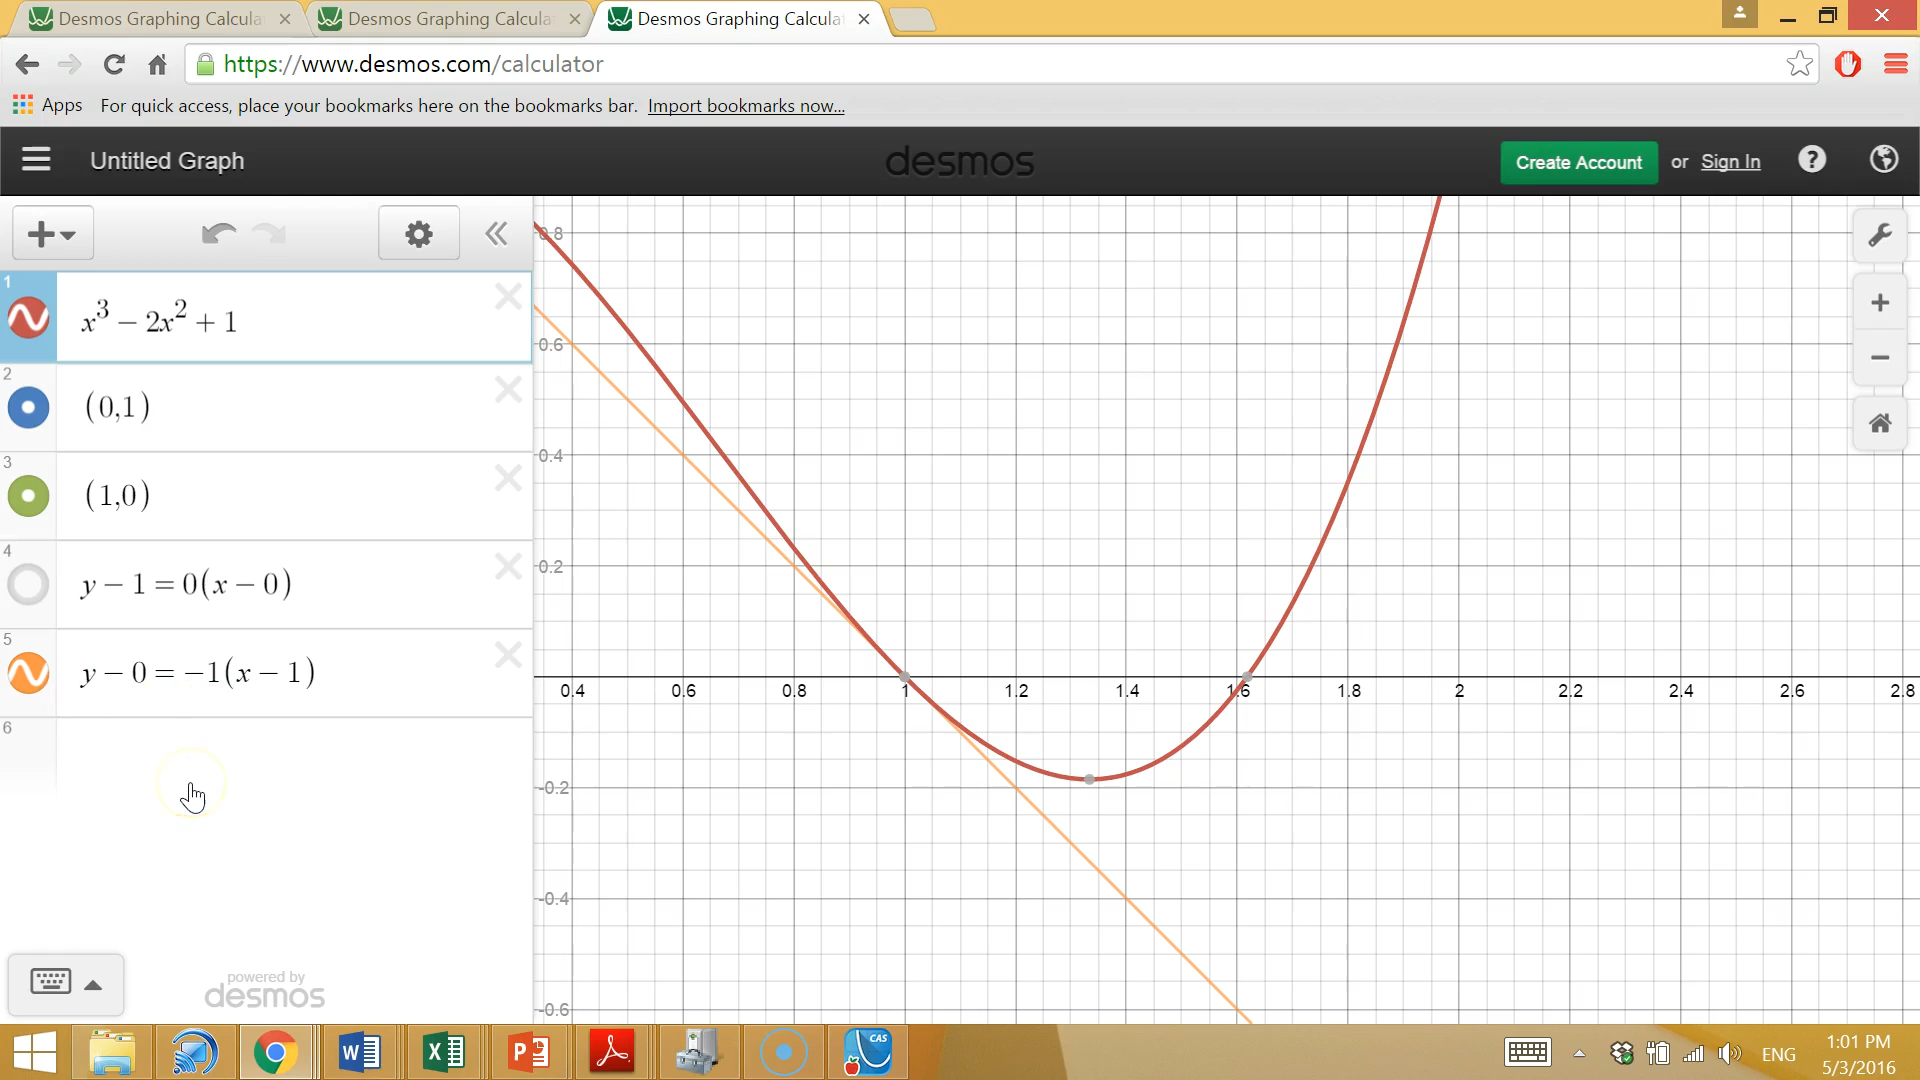 Desmos Graphing Calcula
Desmos Graphing Calcula
Desmos Graphing Calcula
https://www.desmos.com/calculator
Apps For quick access, place your bookmarks here on the bookmarks bar. Import bookmarks now...
Untitled Graph
desmos
Create Account or Sign In
1
x³ − 2x² + 1
2
(0,1)
3
(1,0)
4
y − 1 = 0(x − 0)
5
y − 0 = −1(x − 1)
6
powered by
desmos
0.8
0.6
0.4
0.2
0.4 0.6 0.8 1 1.2 1.4 1.6 1.8 2 2.2 2.4 2.6 2.8
-0.2
-0.4
-0.6
CAS
ENG
1:01 PM
5/3/2016